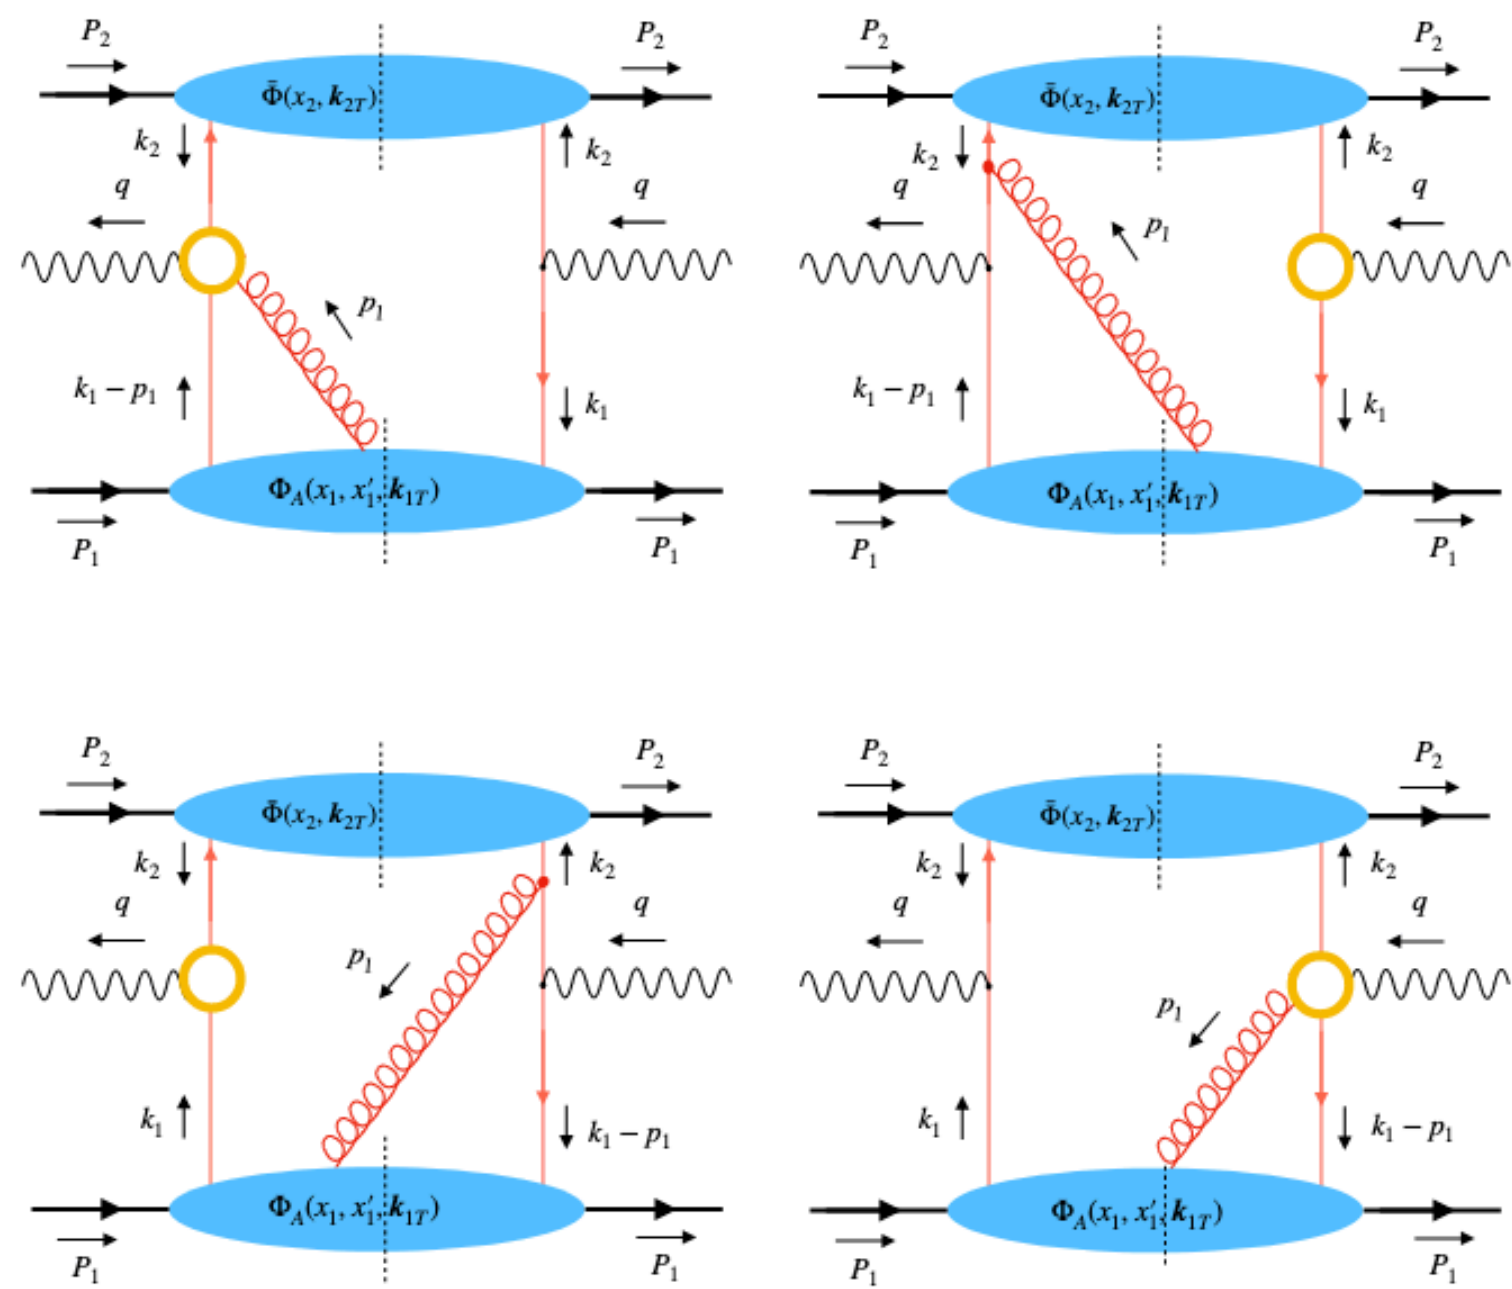 P₂ P₂ P₂ P₂
Φ̄(x₂, k₂T) Φ̄(x₂, k₂T)
k₂ k₂ k₂ k₂
q q q q
p₁ p₁
k₁ − p₁ k₁ k₁ − p₁ k₁
Φ_A(x₁, x₁′, k₁T) Φ_A(x₁, x₁′, k₁T)
P₁ P₁ P₁ P₁
P₂ P₂ P₂ P₂
Φ̄(x₂, k₂T) Φ̄(x₂, k₂T)
k₂ k₂ k₂ k₂
q q q q
p₁ p₁
k₁ k₁ − p₁ k₁ k₁ − p₁
Φ_A(x₁, x₁′, k₁T) Φ_A(x₁, x₁′, k₁T)
P₁ P₁ P₁ P₁